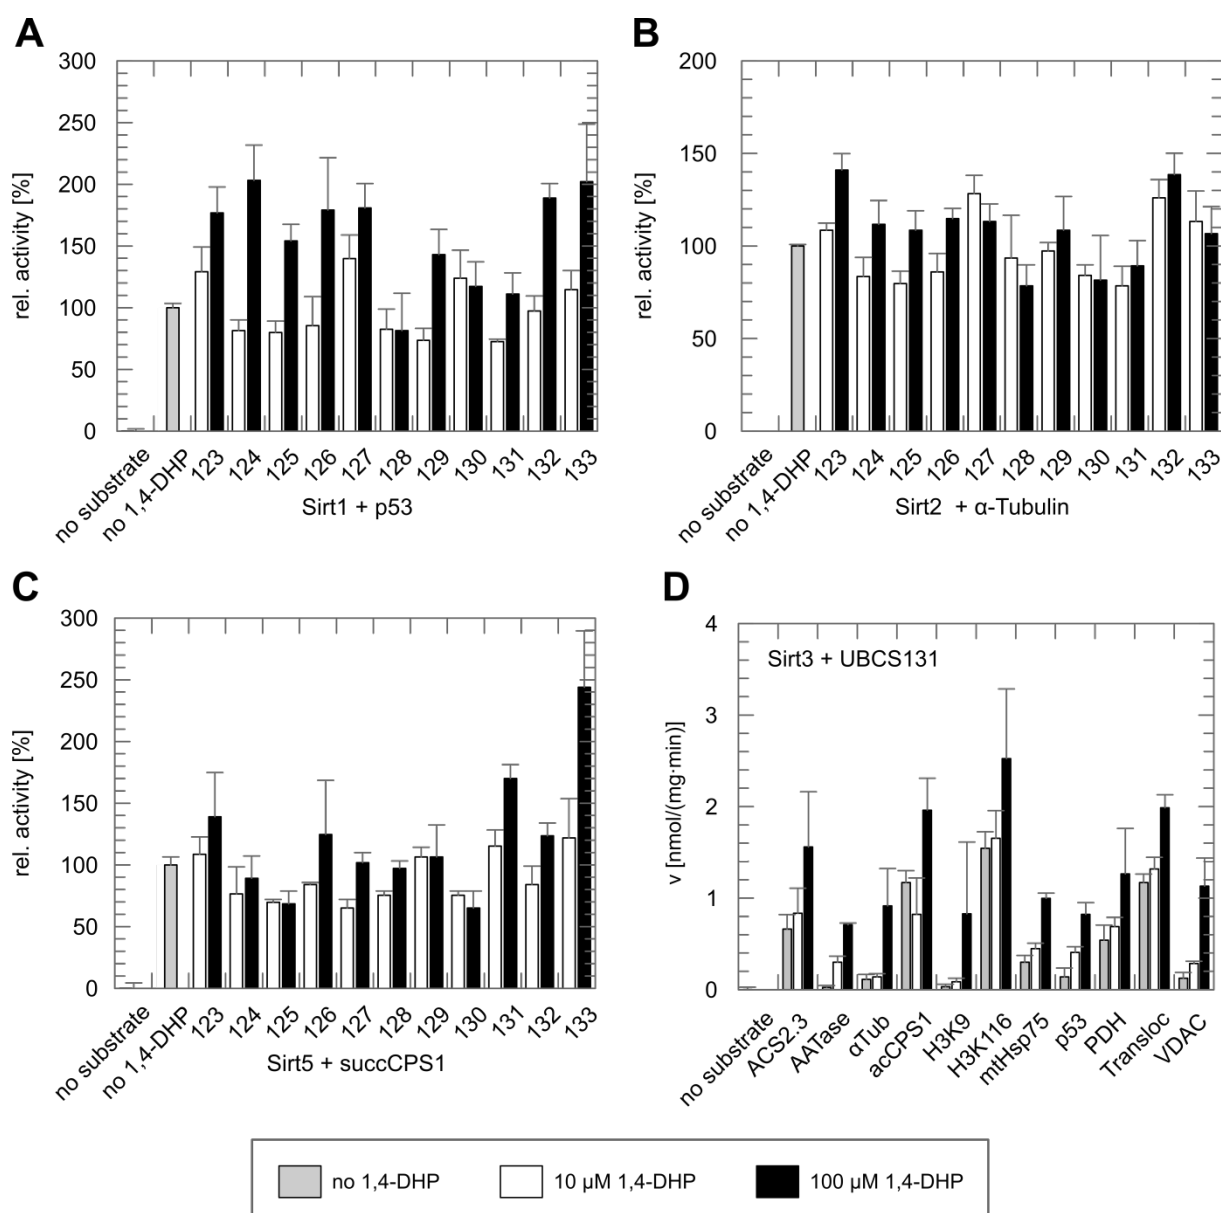 A
300
250
200
150
100
50
0
rel. activity [%]
no substrate
no 1,4-DHP
123
124
125
126
127
128
129
130
131
132
133
Sirt1 + p53
B
200
150
100
50
0
rel. activity [%]
no substrate
no 1,4-DHP
123
124
125
126
127
128
129
130
131
132
133
Sirt2 + α-Tubulin
C
300
250
200
150
100
50
0
rel. activity [%]
no substrate
no 1,4-DHP
123
124
125
126
127
128
129
130
131
132
133
Sirt5 + succCPS1
D
Sirt3 + UBCS131
4
3
2
1
0
v [nmol/(mg·min)]
no substrate
ACS2.3
AATase
αTub
acCPS1
H3K9
H3K116
mtHsp75
p53
PDH
Transloc
VDAC
no 1,4-DHP
10 µM 1,4-DHP
100 µM 1,4-DHP